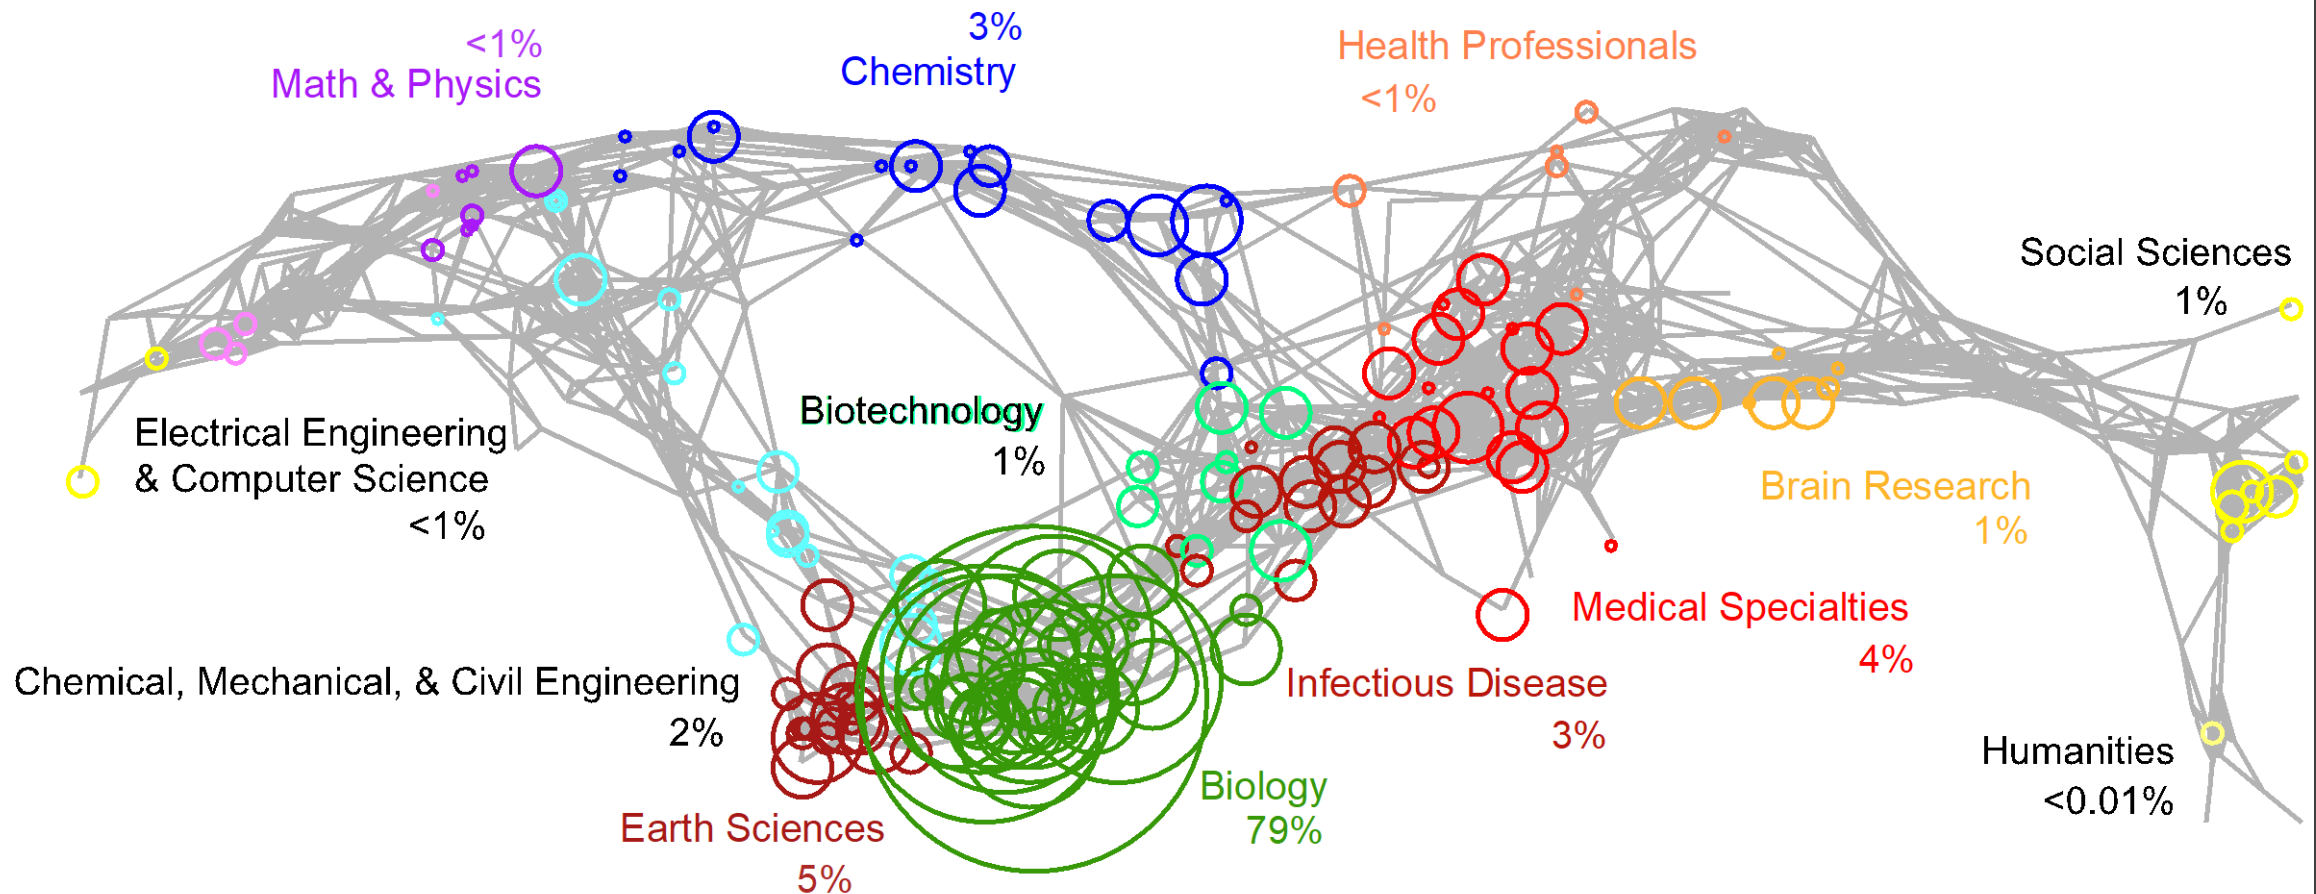 <1%
Math & Physics
3%
Chemistry
Health Professionals
<1%
Social Sciences
1%
Electrical Engineering
& Computer Science
<1%
Biotechnology
1%
Brain Research
1%
Medical Specialties
4%
Chemical, Mechanical, & Civil Engineering
2%
Infectious Disease
3%
Humanities
<0.01%
Biology
79%
Earth Sciences
5%